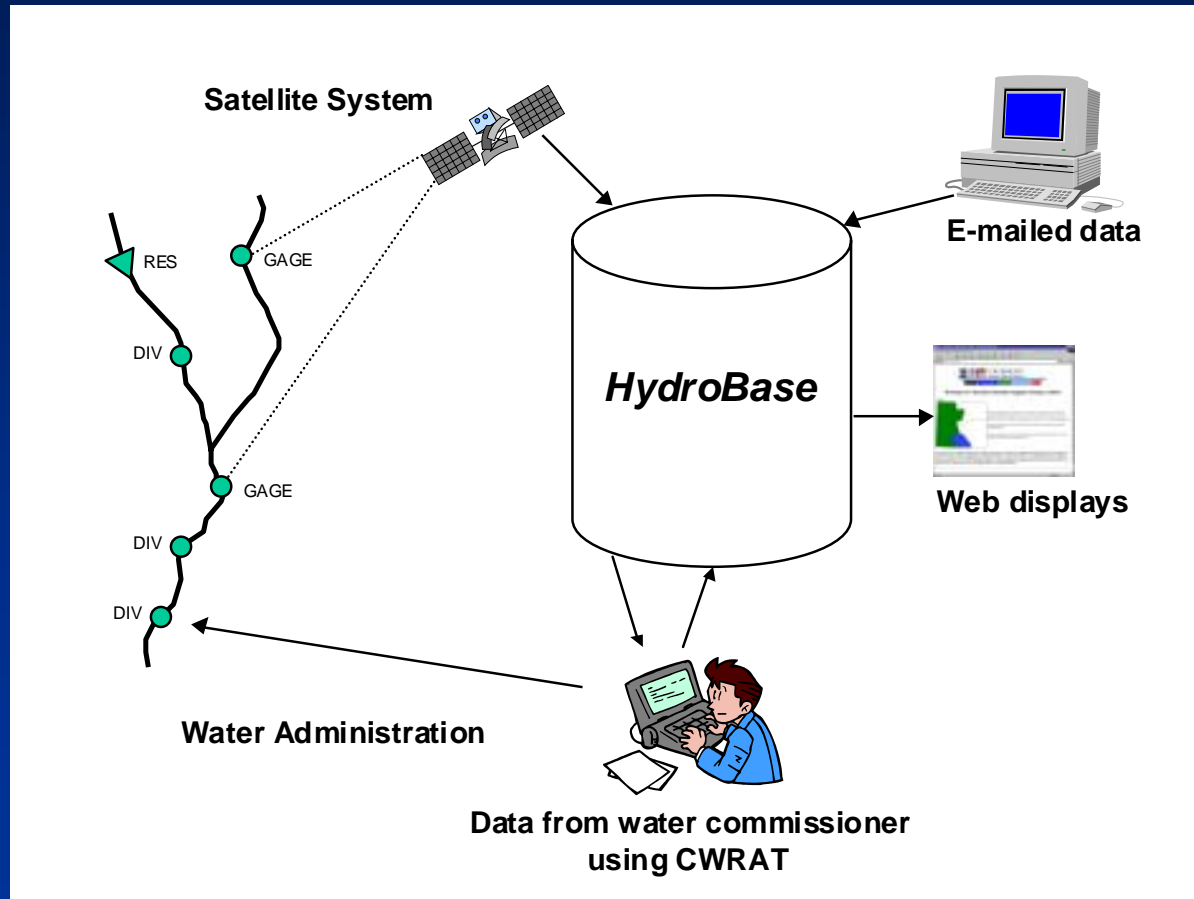 Satellite System
E-mailed data
RES
GAGE
DIV
HydroBase
GAGE
Web displays
DIV
DIV
Water Administration
Data from water commissioner
using CWRAT